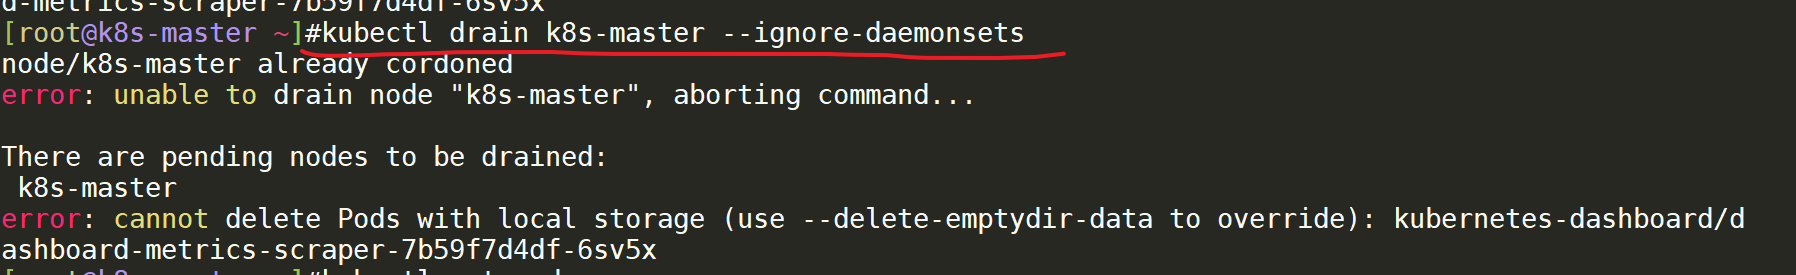 d-metrics-scraper-7b59f7d4df-6sv5x
[root@k8s-master ~]#kubectl drain k8s-master --ignore-daemonsets
node/k8s-master already cordoned
error: unable to drain node "k8s-master", aborting command...
There are pending nodes to be drained:
k8s-master
error: cannot delete Pods with local storage (use --delete-emptydir-data to override): kubernetes-dashboard/d
ashboard-metrics-scraper-7b59f7d4df-6sv5x